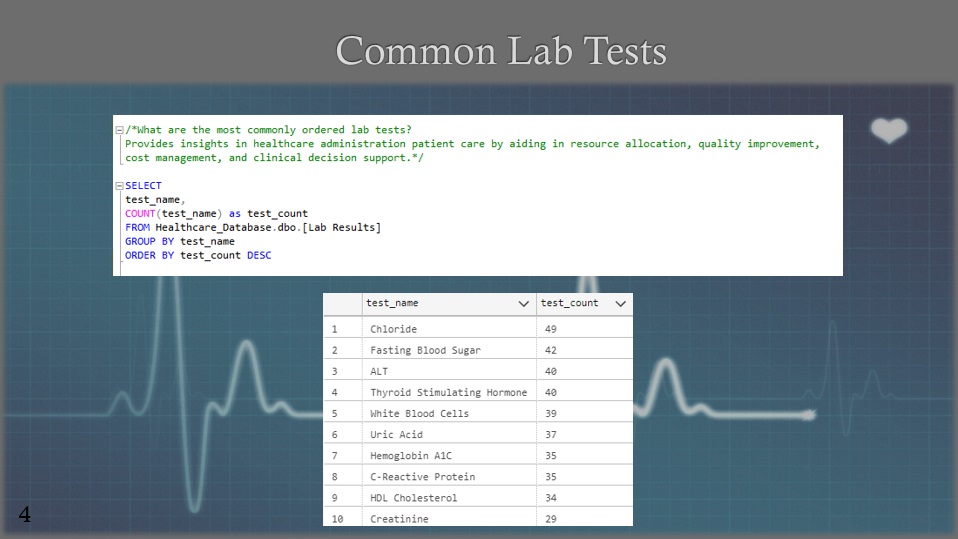 Common Lab Tests
/*What are the most commonly ordered lab tests?
Provides insights in healthcare administration patient care by aiding in resource allocation, quality improvement,
cost management, and clinical decision support.*/
SELECT
test_name,
COUNT(test_name) as test_count
FROM Healthcare_Database.dbo.[Lab Results]
GROUP BY test_name
ORDER BY test_count DESC
test_name test_count
1 Chloride 49
2 Fasting Blood Sugar 42
3 ALT 40
4 Thyroid Stimulating Hormone 40
5 White Blood Cells 39
6 Uric Acid 37
7 Hemoglobin A1C 35
8 C-Reactive Protein 35
9 HDL Cholesterol 34
10 Creatinine 29
4